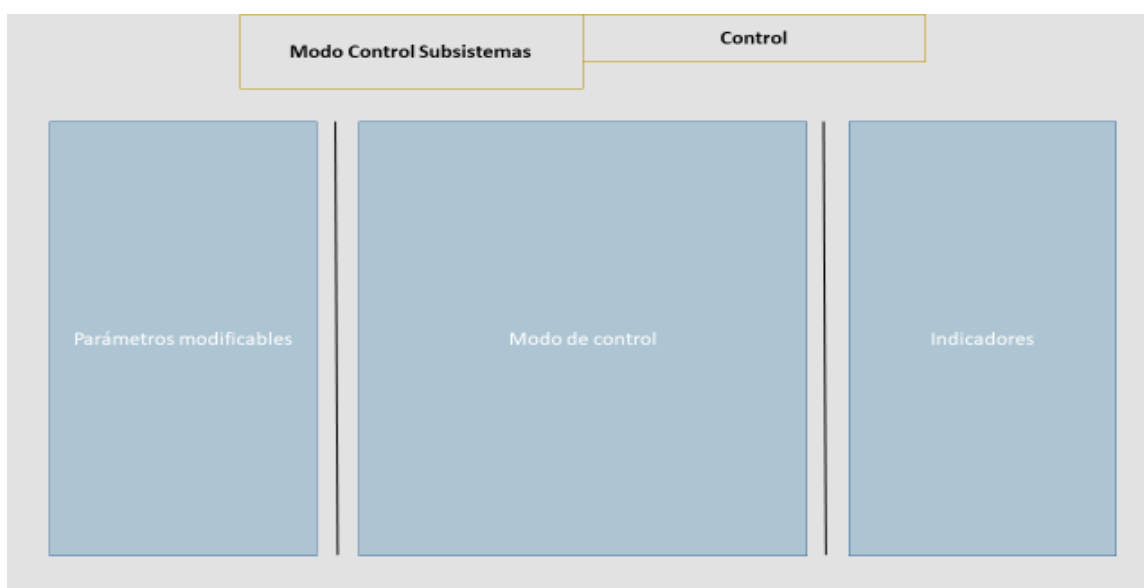 Modo Control Subsistemas
Control
Parámetros modificables
Modo de control
Indicadores